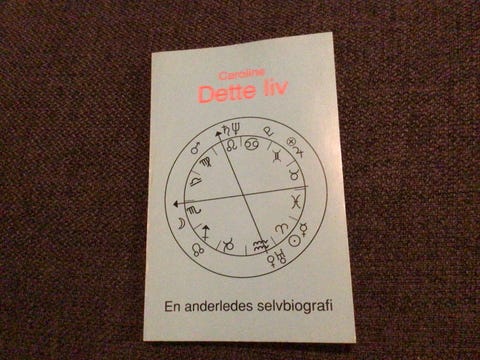 Caroline
Dette liv
En anderledes selvbiografi